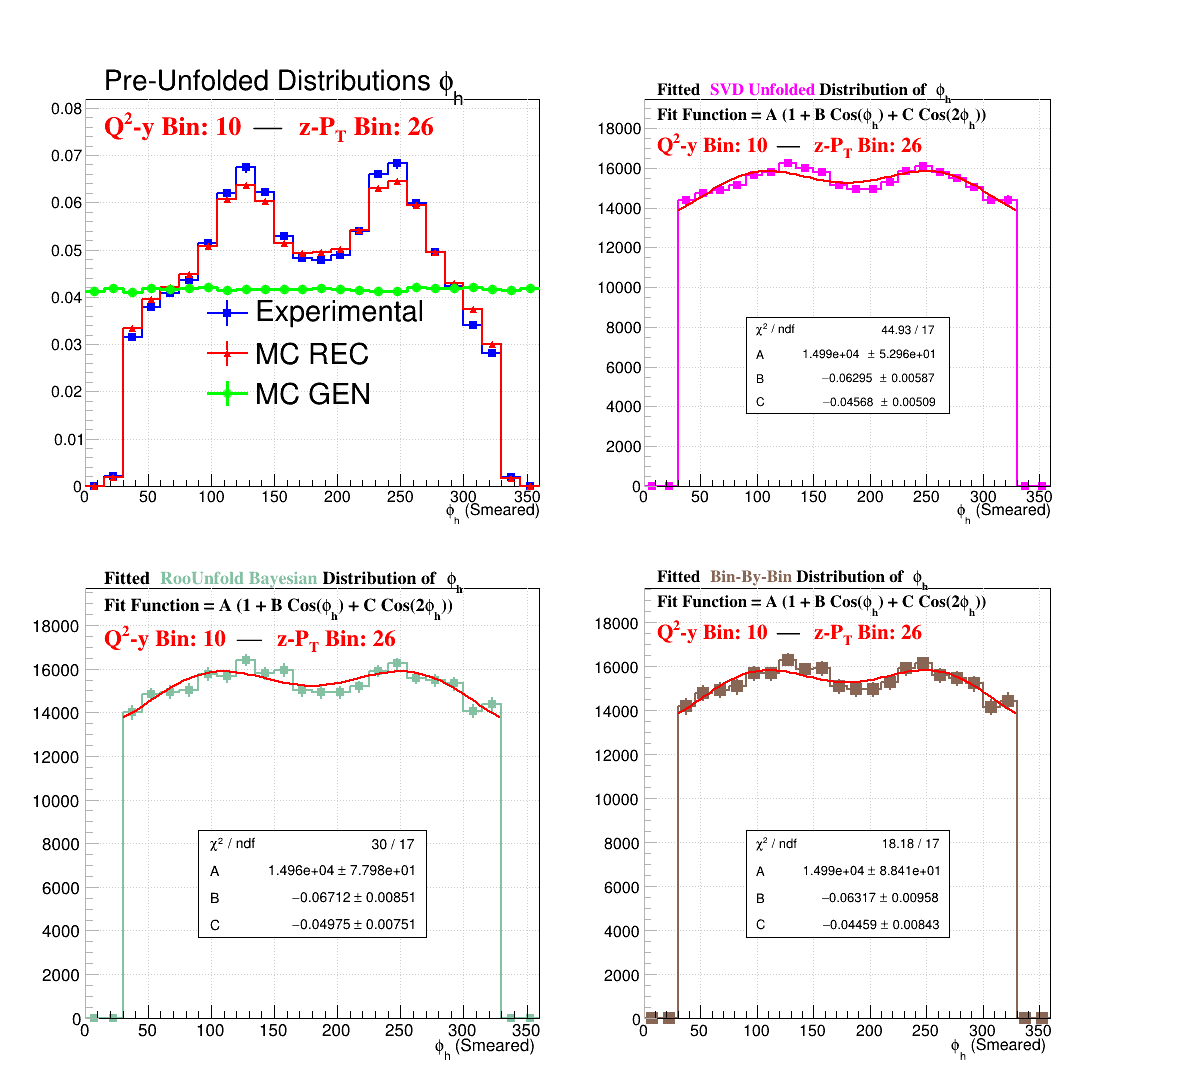 Pre-Unfolded Distributions ϕh
Q²-y Bin: 10 — z-PT Bin: 26
0.08
0.07
0.06
0.05
0.04
0.03
0.02
0.01
0
Experimental
MC REC
MC GEN
0 50 100 150 200 250 300 350
ϕh (Smeared)
Fitted SVD Unfolded Distribution of ϕh
Fit Function = A (1 + B Cos(ϕh) + C Cos(2ϕh))
Q²-y Bin: 10 — z-PT Bin: 26
18000
16000
14000
12000
10000
8000
6000
4000
2000
0
χ² / ndf 44.93 / 17
A 1.499e+04 ± 5.296e+01
B −0.06295 ± 0.00587
C −0.04568 ± 0.00509
0 50 100 150 200 250 300 350
ϕh (Smeared)
Fitted RooUnfold Bayesian Distribution of ϕh
Fit Function = A (1 + B Cos(ϕh) + C Cos(2ϕh))
Q²-y Bin: 10 — z-PT Bin: 26
18000
16000
14000
12000
10000
8000
6000
4000
2000
0
χ² / ndf 30 / 17
A 1.496e+04 ± 7.798e+01
B −0.06712 ± 0.00851
C −0.04975 ± 0.00751
0 50 100 150 200 250 300 350
ϕh (Smeared)
Fitted Bin-By-Bin Distribution of ϕh
Fit Function = A (1 + B Cos(ϕh) + C Cos(2ϕh))
Q²-y Bin: 10 — z-PT Bin: 26
18000
16000
14000
12000
10000
8000
6000
4000
2000
0
χ² / ndf 18.18 / 17
A 1.499e+04 ± 8.841e+01
B −0.06317 ± 0.00958
C −0.04459 ± 0.00843
0 50 100 150 200 250 300 350
ϕh (Smeared)